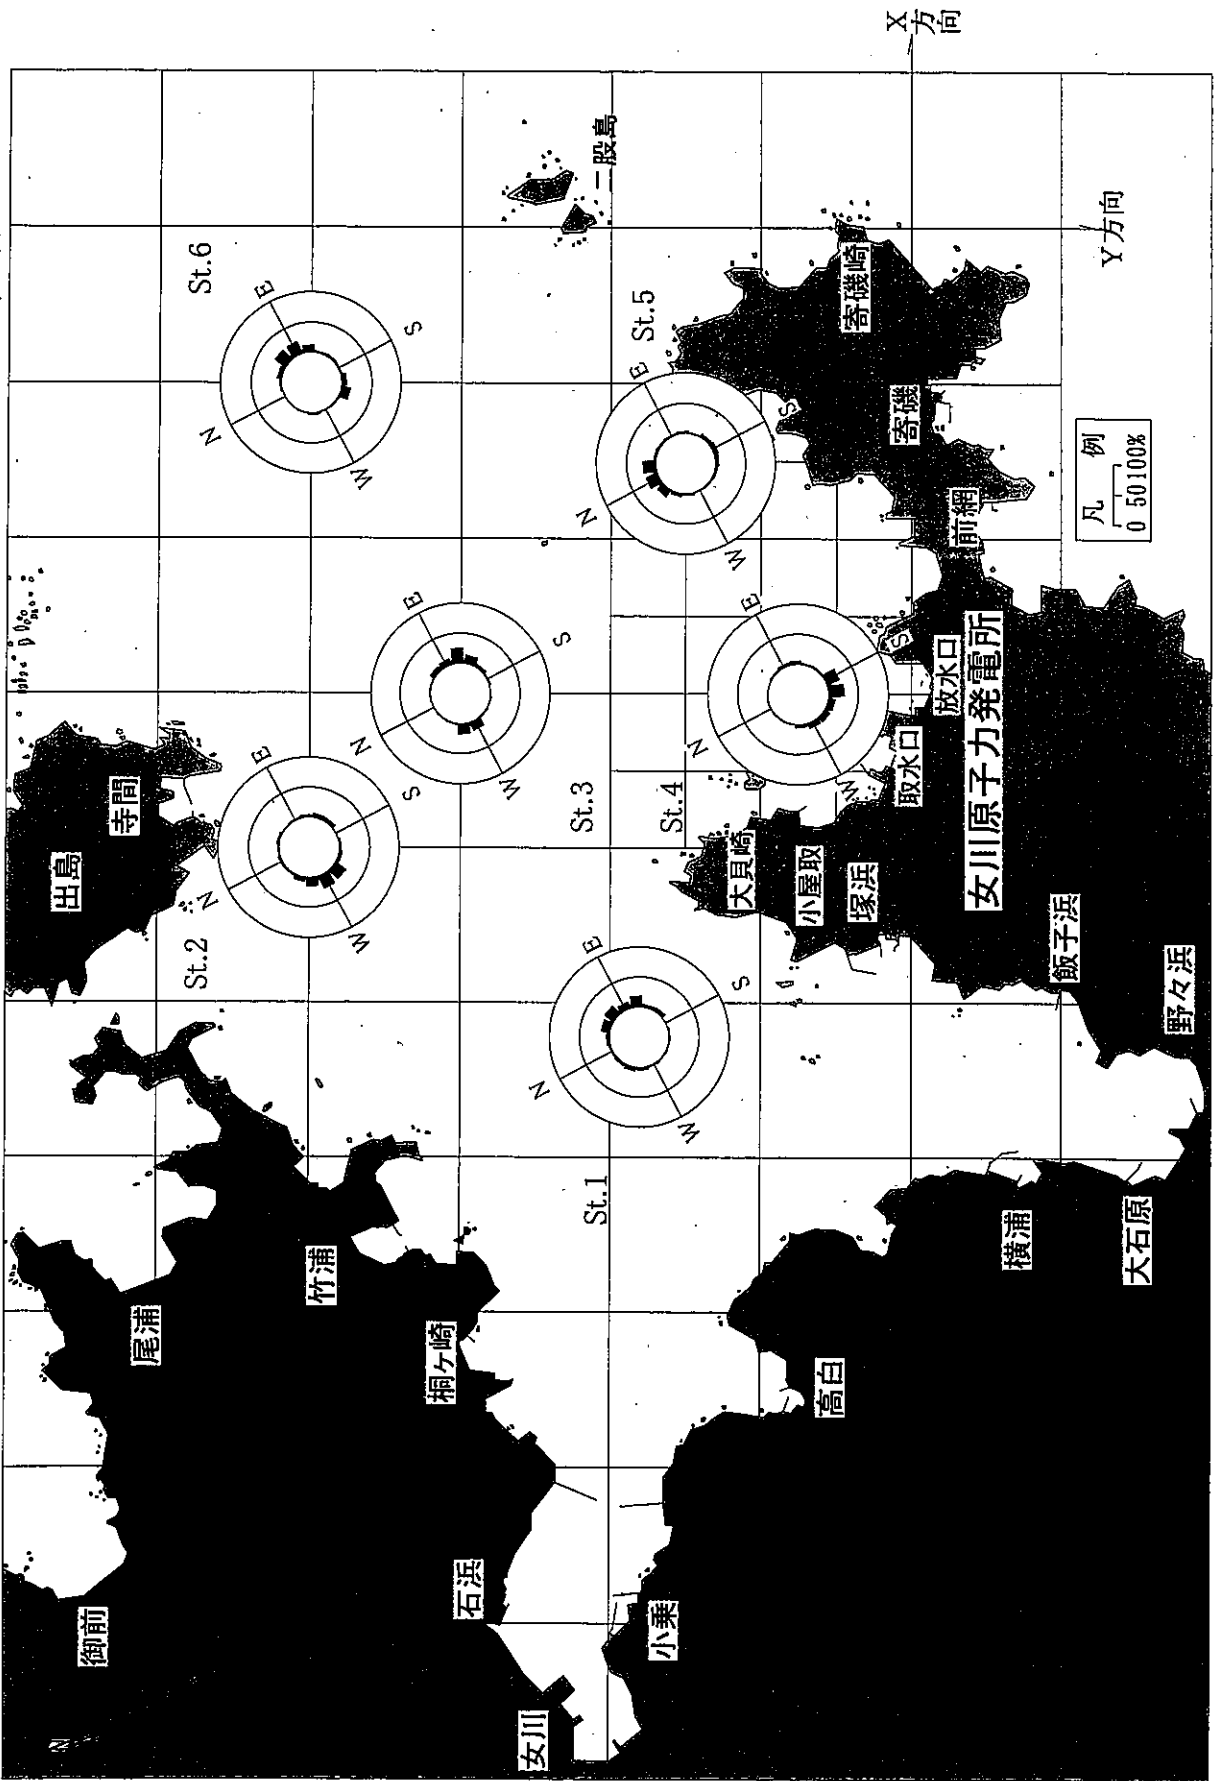 X方向
Y方向
二股島
St.6
N
E
S
W
St.5
N
E
S
W
寄磯崎
寄磯
前網
凡例
0 50 100%
N
E
S
W
St.3
N
E
S
W
St.4
放水口
取水口
女川原子力発電所
出島
寺間
N
E
S
W
St.2
大貝崎
小屋取
塚浜
飯子浜
野々浜
N
E
S
W
St.1
尾浦
竹浦
桐ヶ崎
高白
横浦
大石原
御前
石浜
小乗
女川
N